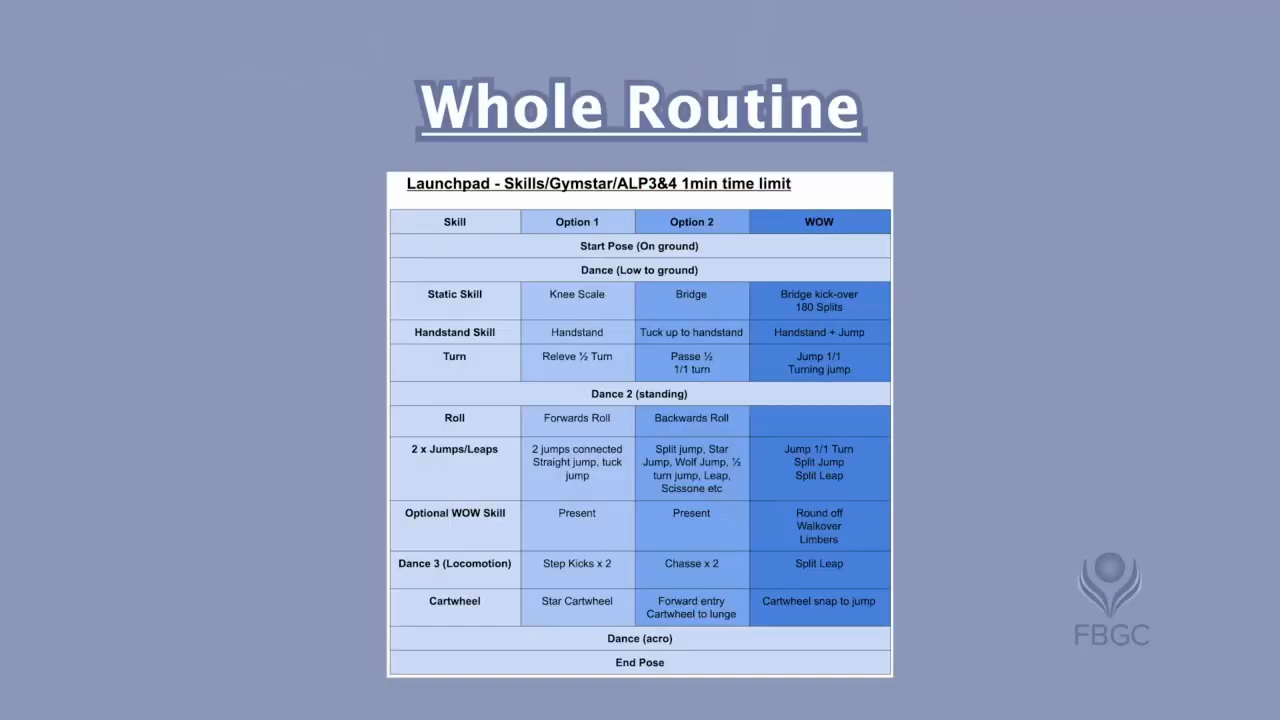 Whole Routine
Launchpad - Skills/Gymstar/ALP3&4 1min time limit
Skill Option 1 Option 2 WOW
Start Pose (On ground)
Dance (Low to ground)
Static Skill Knee Scale Bridge Bridge kick-over
180 Splits
Handstand Skill Handstand Tuck up to handstand Handstand + Jump
Turn Releve ½ Turn Passe ½ Jump 1/1
1/1 turn Turning jump
Dance 2 (standing)
Roll Forwards Roll Backwards Roll
2 x Jumps/Leaps 2 jumps connected Split jump, Star Jump 1/1 Turn
Straight jump, tuck Jump, Wolf Jump, ½ Split Jump
jump turn jump, Leap, Split Leap
Scissone etc
Optional WOW Skill Present Present Round off
Walkover
Limbers
Dance 3 (Locomotion) Step Kicks x 2 Chasse x 2 Split Leap
Cartwheel Star Cartwheel Forward entry Cartwheel snap to jump
Cartwheel to lunge
Dance (acro)
End Pose
FBGC